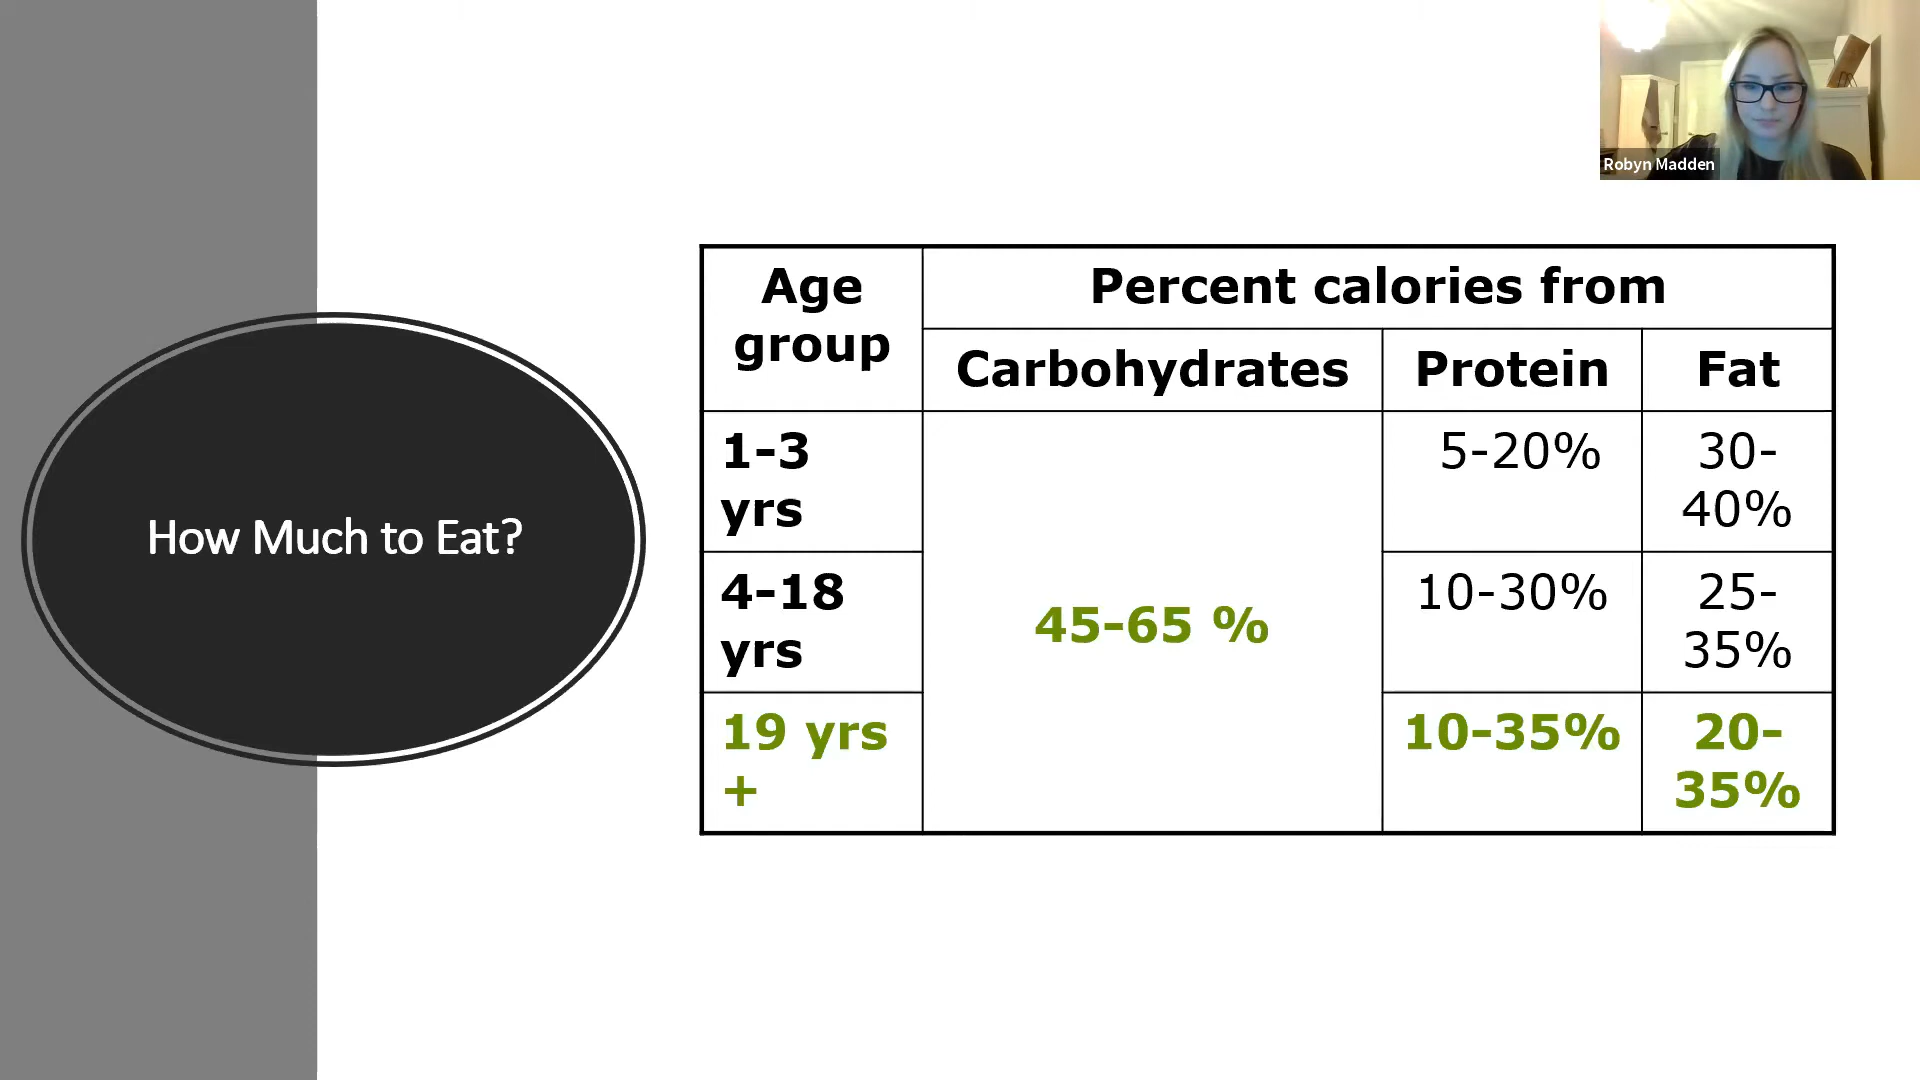 Robyn Madden
How Much to Eat?
Age
group
Percent calories from
Carbohydrates
Protein
Fat
1-3
yrs
5-20%
30-
40%
4-18
yrs
45-65 %
10-30%
25-
35%
19 yrs
+
10-35%
20-
35%